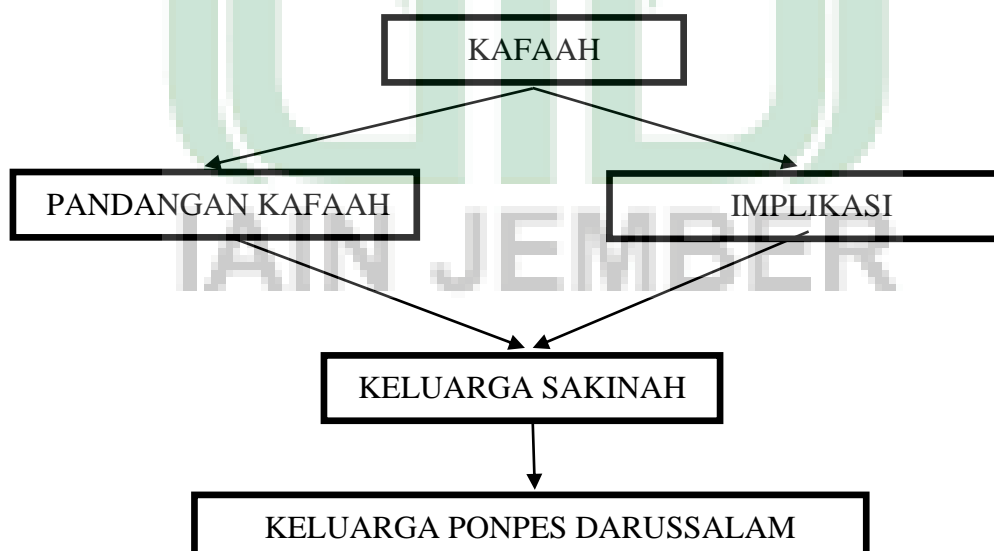 KAFAAH
PANDANGAN KAFAAH
IMPLIKASI
IAIN JEMBER
KELUARGA SAKINAH
KELUARGA PONPES DARUSSALAM